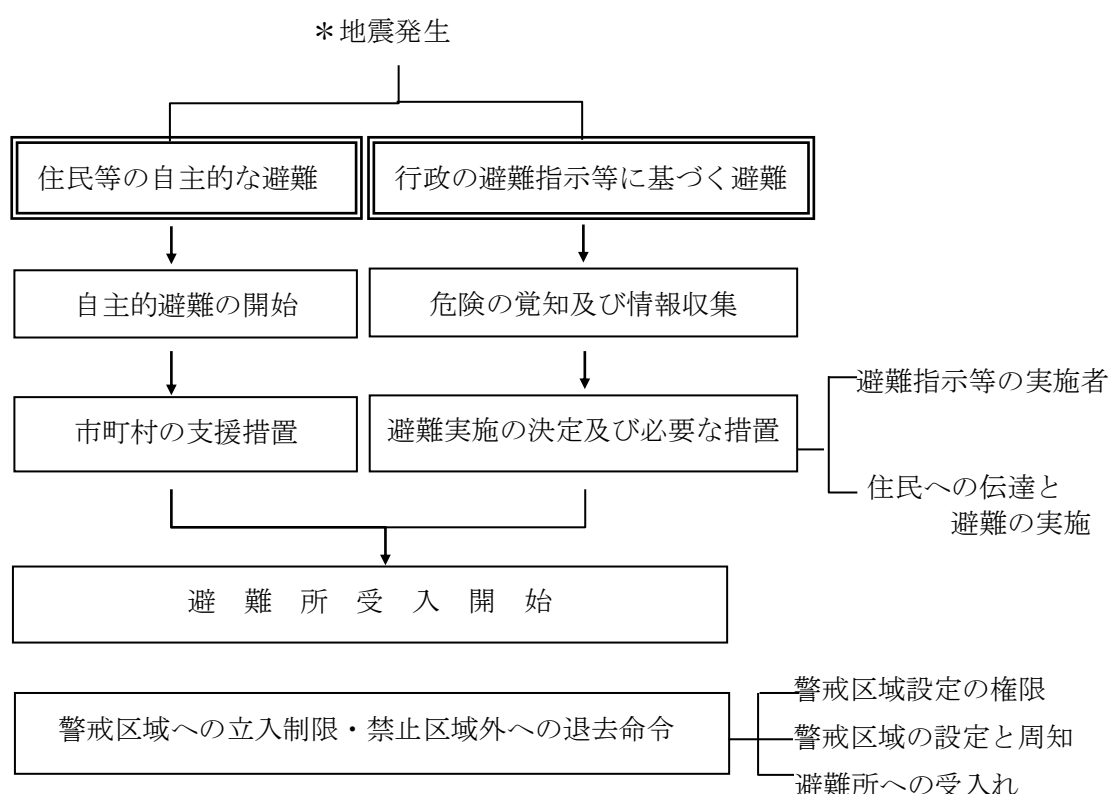 ＊地震発生
住民等の自主的な避難
行政の避難指示等に基づく避難
自主的避難の開始
危険の覚知及び情報収集
市町村の支援措置
避難実施の決定及び必要な措置
避難指示等の実施者
住民への伝達と
避難の実施
避難所受入開始
警戒区域への立入制限・禁止区域外への退去命令
警戒区域設定の権限
警戒区域の設定と周知
避難所への受入れ